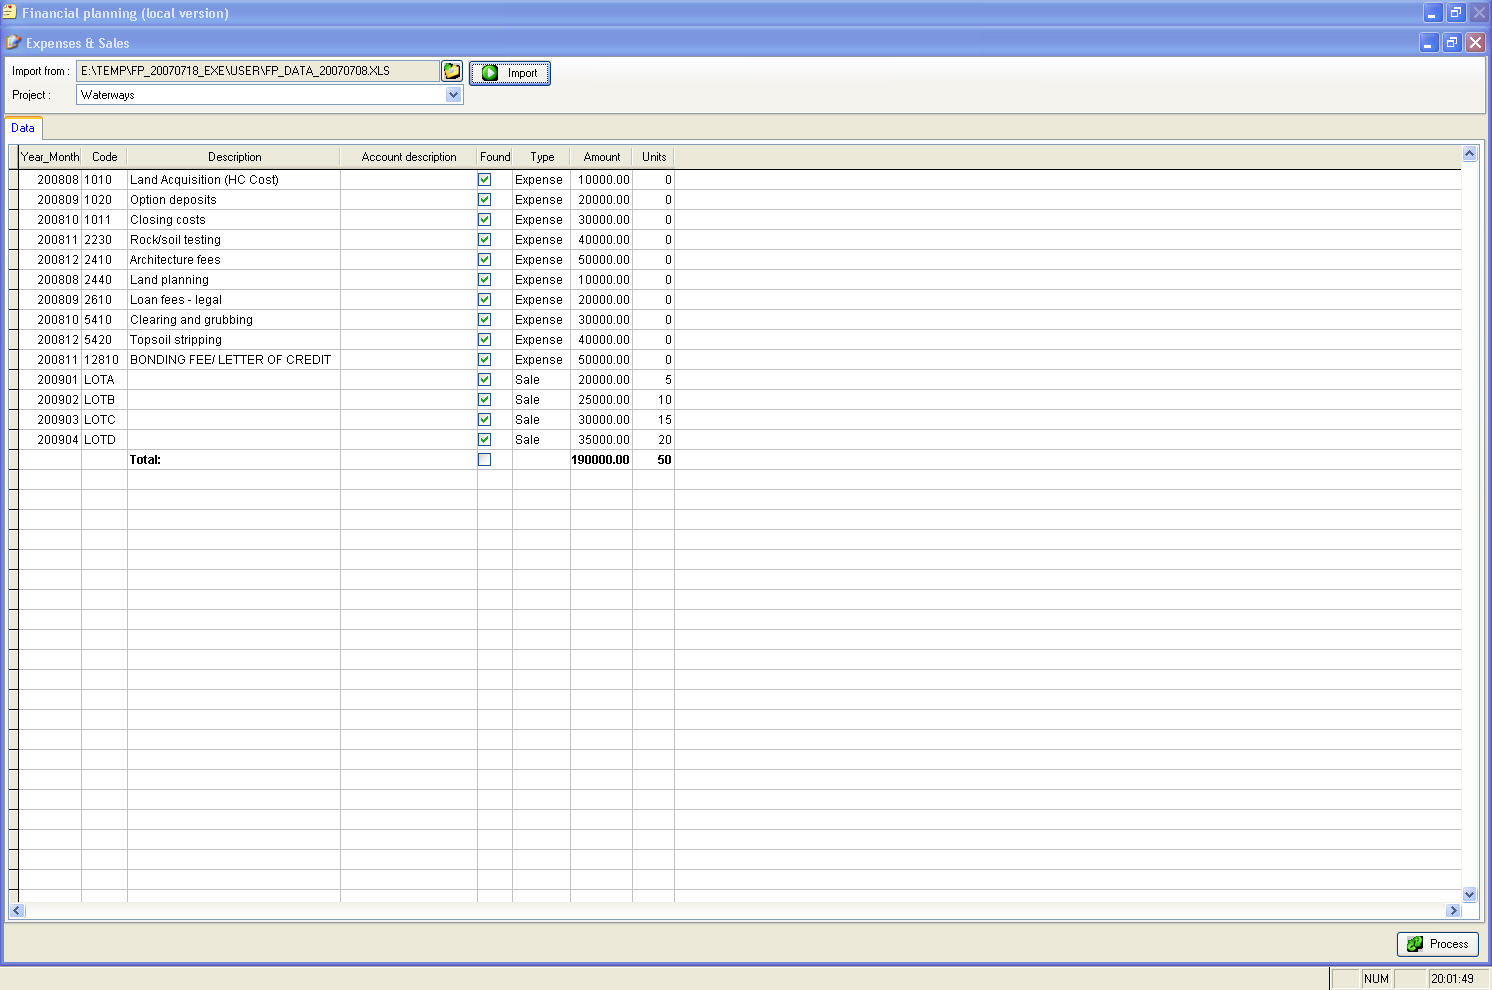 Financial planning (local version)
Expenses & Sales
Import from : E:\TEMP\FP_20070718_EXE\USER\FP_DATA_20070708.XLS Import
Project : Waterways
Data
Year_Month Code Description Account description Found Type Amount Units
200808 1010 Land Acquisition (HC Cost) Expense 10000.00 0
200809 1020 Option deposits Expense 20000.00 0
200810 1011 Closing costs Expense 30000.00 0
200811 2230 Rock/soil testing Expense 40000.00 0
200812 2410 Architecture fees Expense 50000.00 0
200808 2440 Land planning Expense 10000.00 0
200809 2610 Loan fees - legal Expense 20000.00 0
200810 5410 Clearing and grubbing Expense 30000.00 0
200812 5420 Topsoil stripping Expense 40000.00 0
200811 12810 BONDING FEE/ LETTER OF CREDIT Expense 50000.00 0
200901 LOTA Sale 20000.00 5
200902 LOTB Sale 25000.00 10
200903 LOTC Sale 30000.00 15
200904 LOTD Sale 35000.00 20
Total: 190000.00 50
Process
NUM 20:01:49